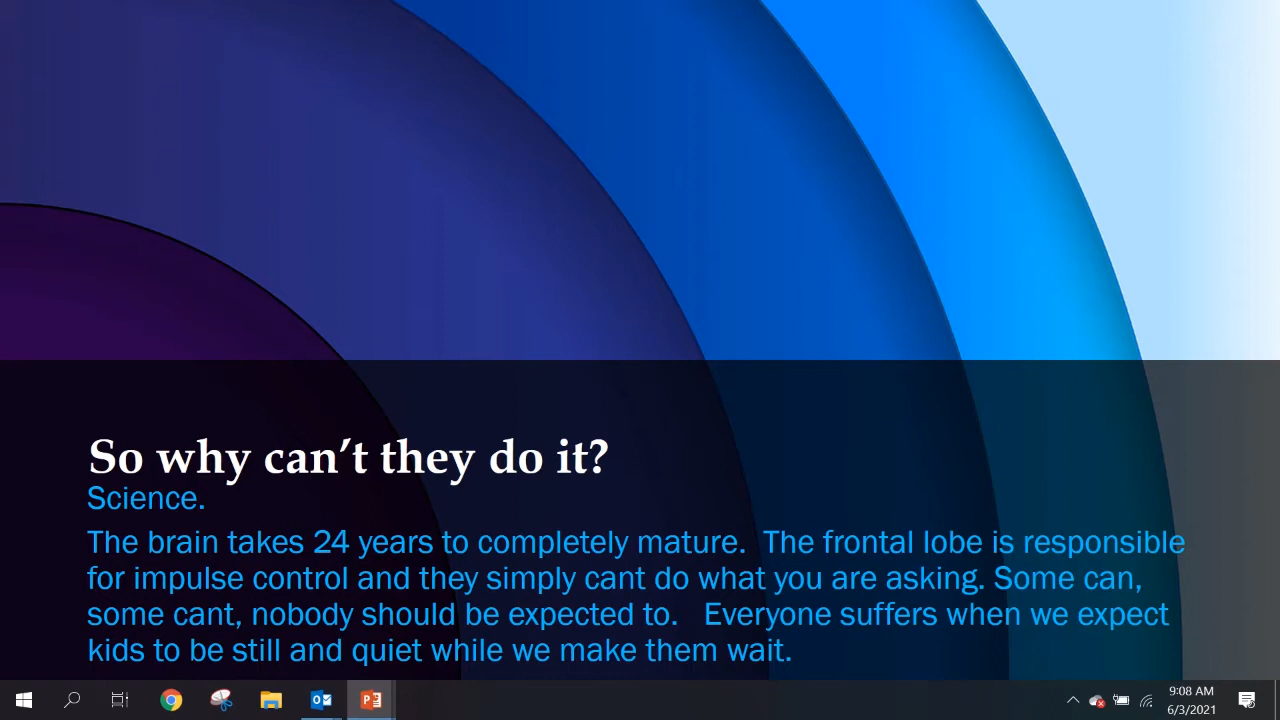 So why can’t they do it?
Science.
The brain takes 24 years to completely mature.  The frontal lobe is responsible
for impulse control and they simply cant do what you are asking. Some can,
some cant, nobody should be expected to.   Everyone suffers when we expect
kids to be still and quiet while we make them wait.
9:08 AM
6/3/2021